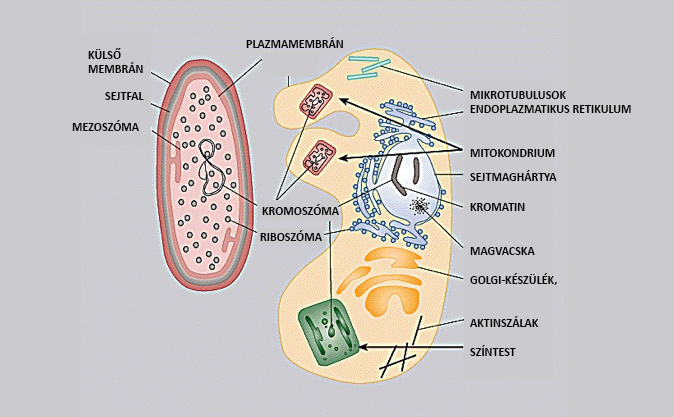 PLAZMAMEMBRÁN
KÜLSŐ
MEMBRÁN
SEJTFAL
MEZOSZÓMA
KROMOSZÓMA
RIBOSZÓMA
MIKROTUBULUSOK
ENDOPLAZMATIKUS RETIKULUM
MITOKONDRIUM
SEJTMAGHÁRTYA
KROMATIN
MAGVACSKA
GOLGI-KÉSZÜLÉK,
AKTINSZÁLAK
SZÍNTEST